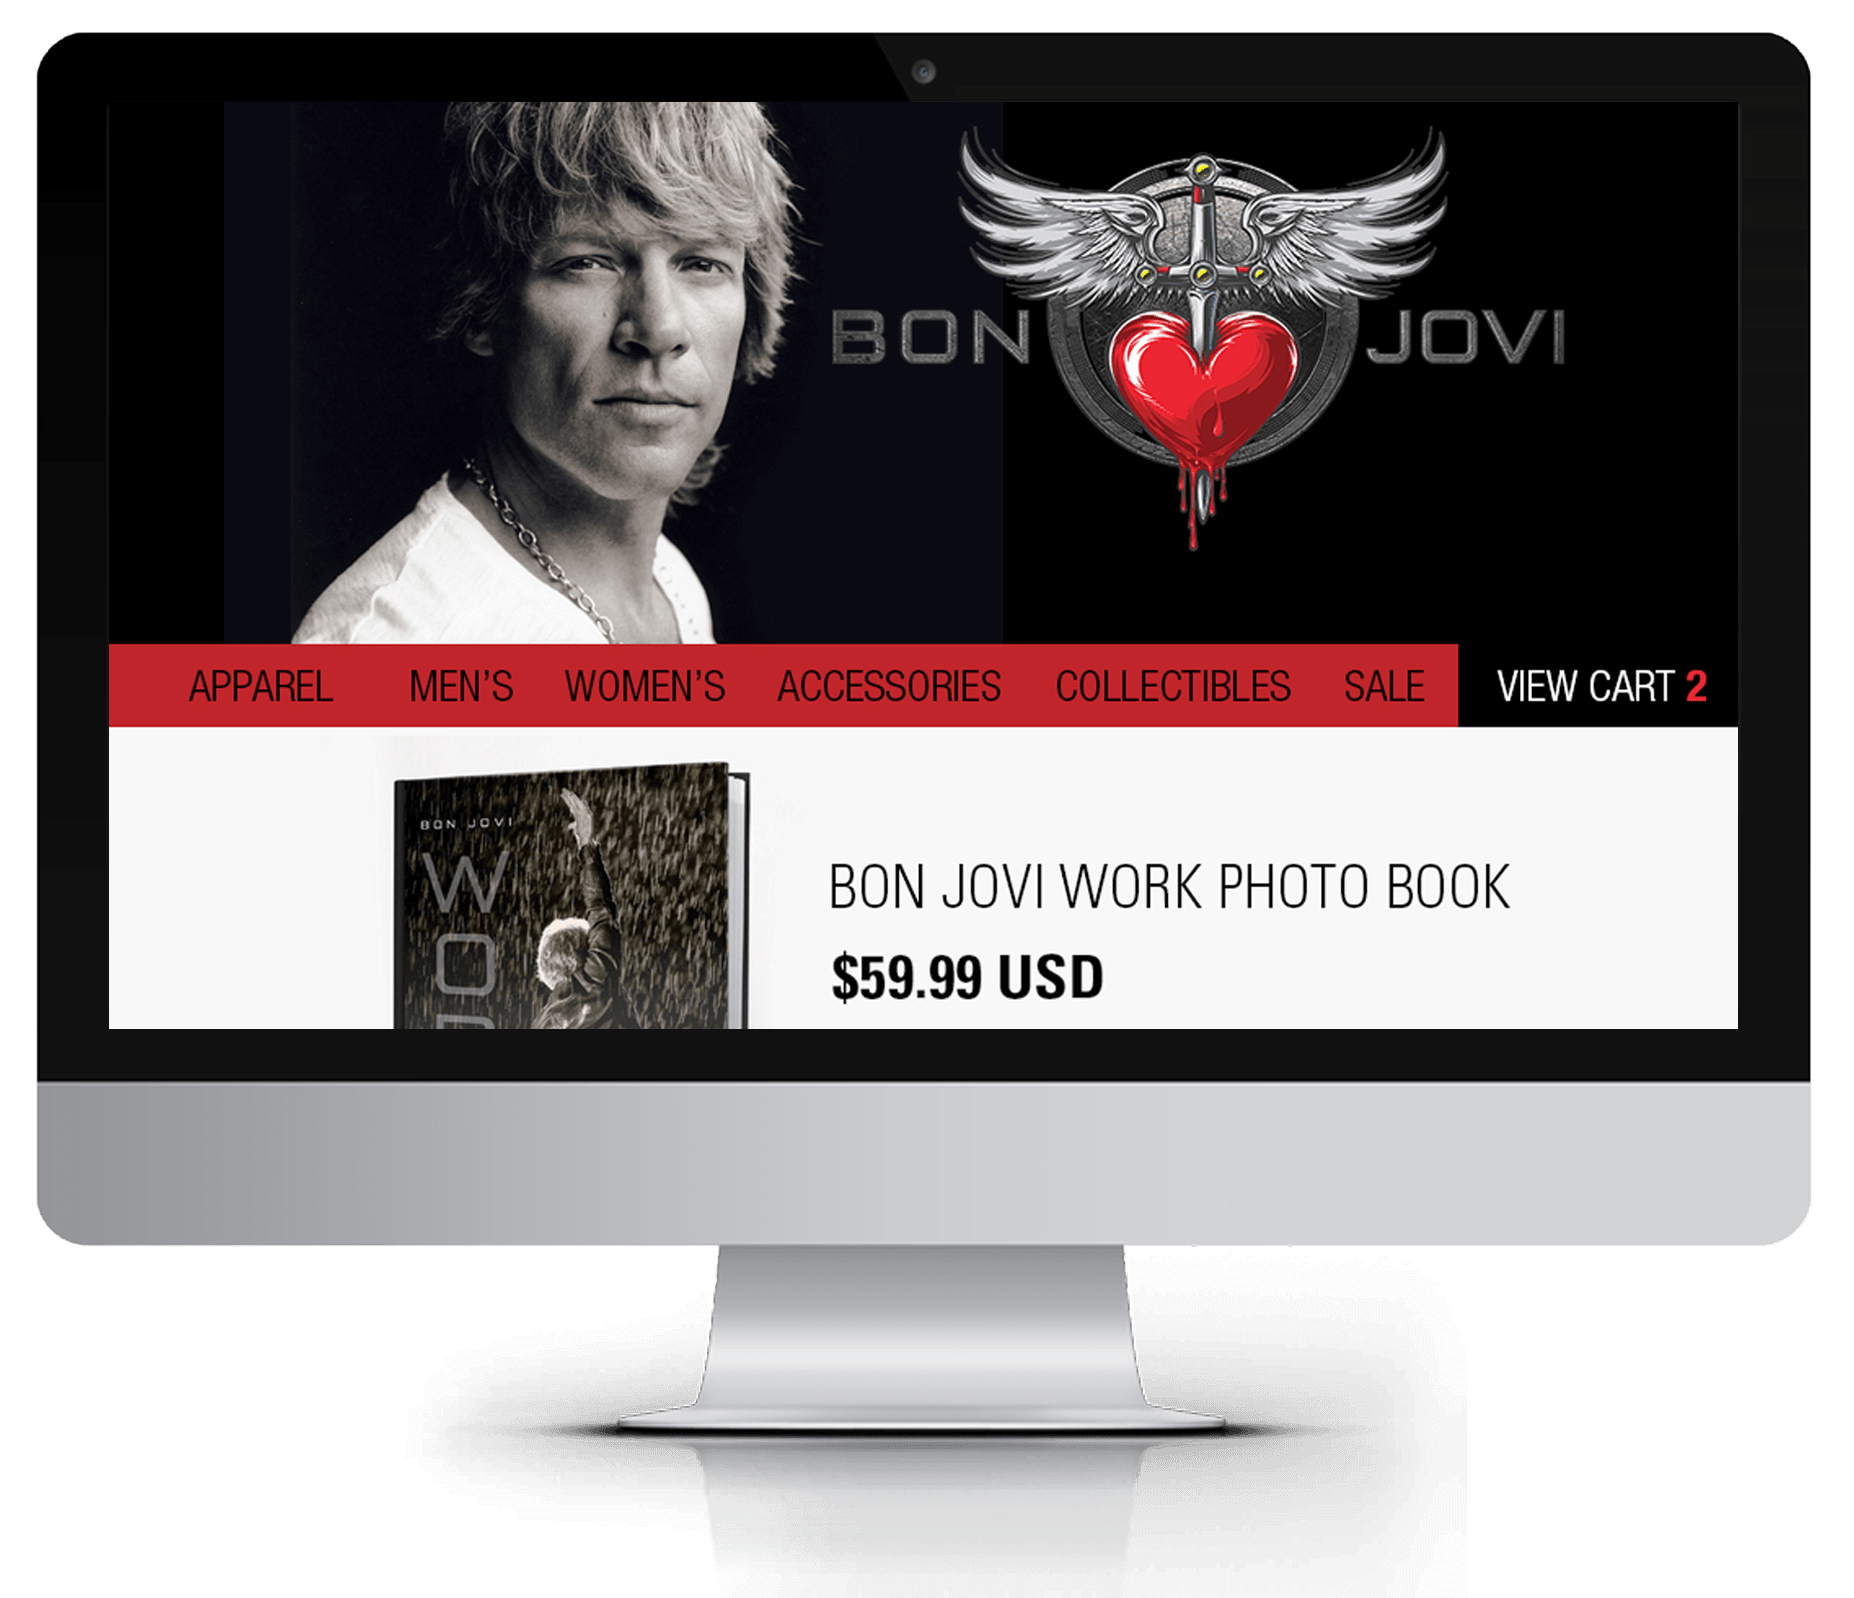 BON JOVI
APPAREL MEN'S WOMEN'S ACCESSORIES COLLECTIBLES SALE VIEW CART 2
BON JOVI
WO
BON JOVI WORK PHOTO BOOK
$59.99 USD